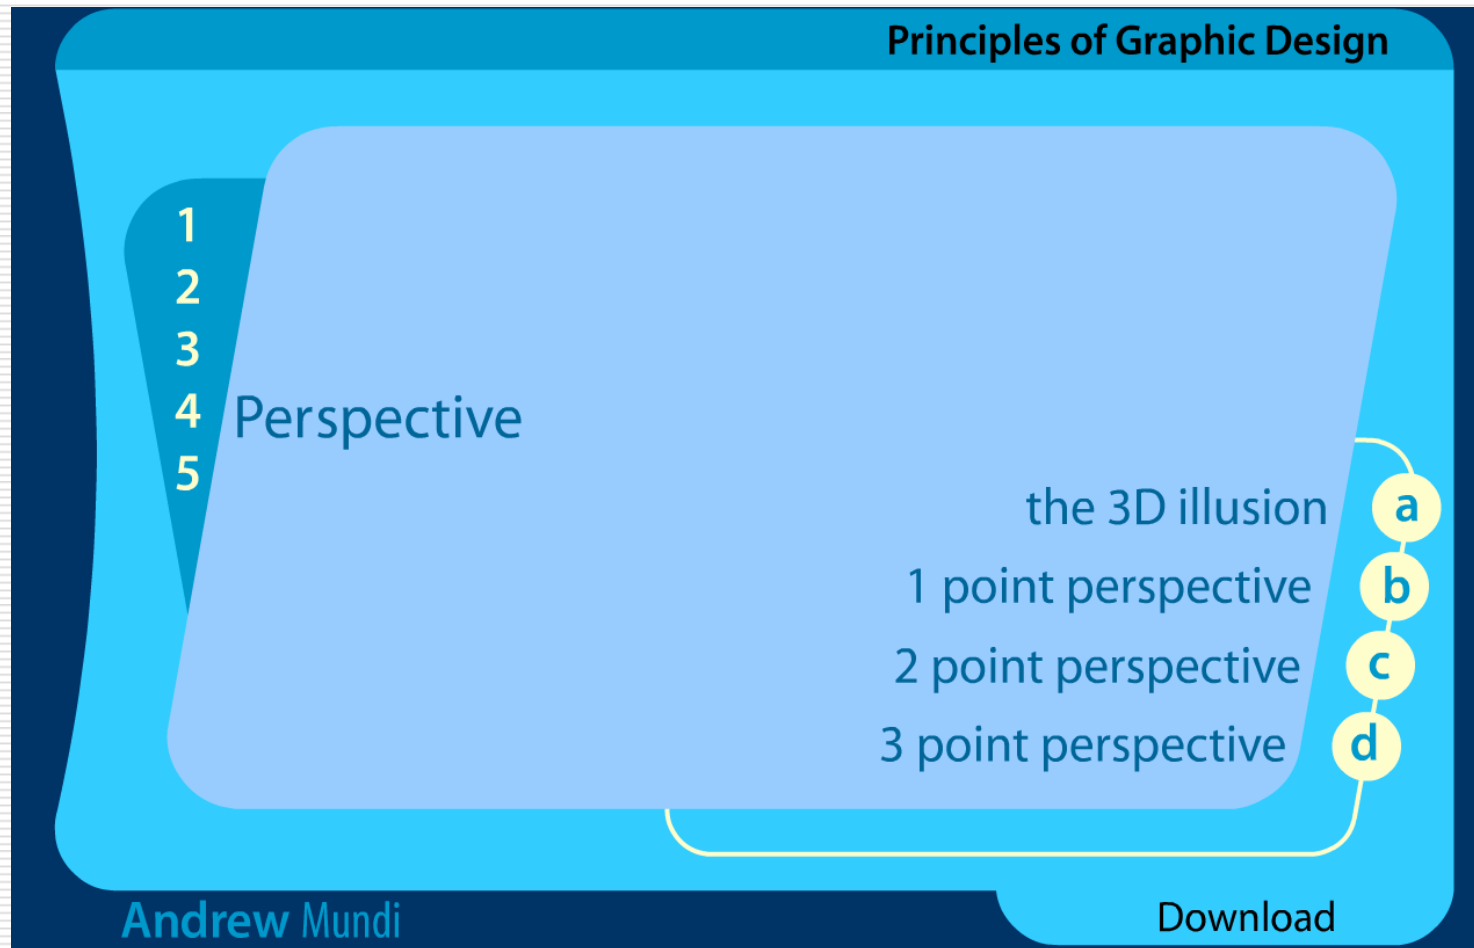 Principles of Graphic Design
1
2
3
4 Perspective
5
the 3D illusion a
1 point perspective b
2 point perspective c
3 point perspective d
Andrew Mundi
Download